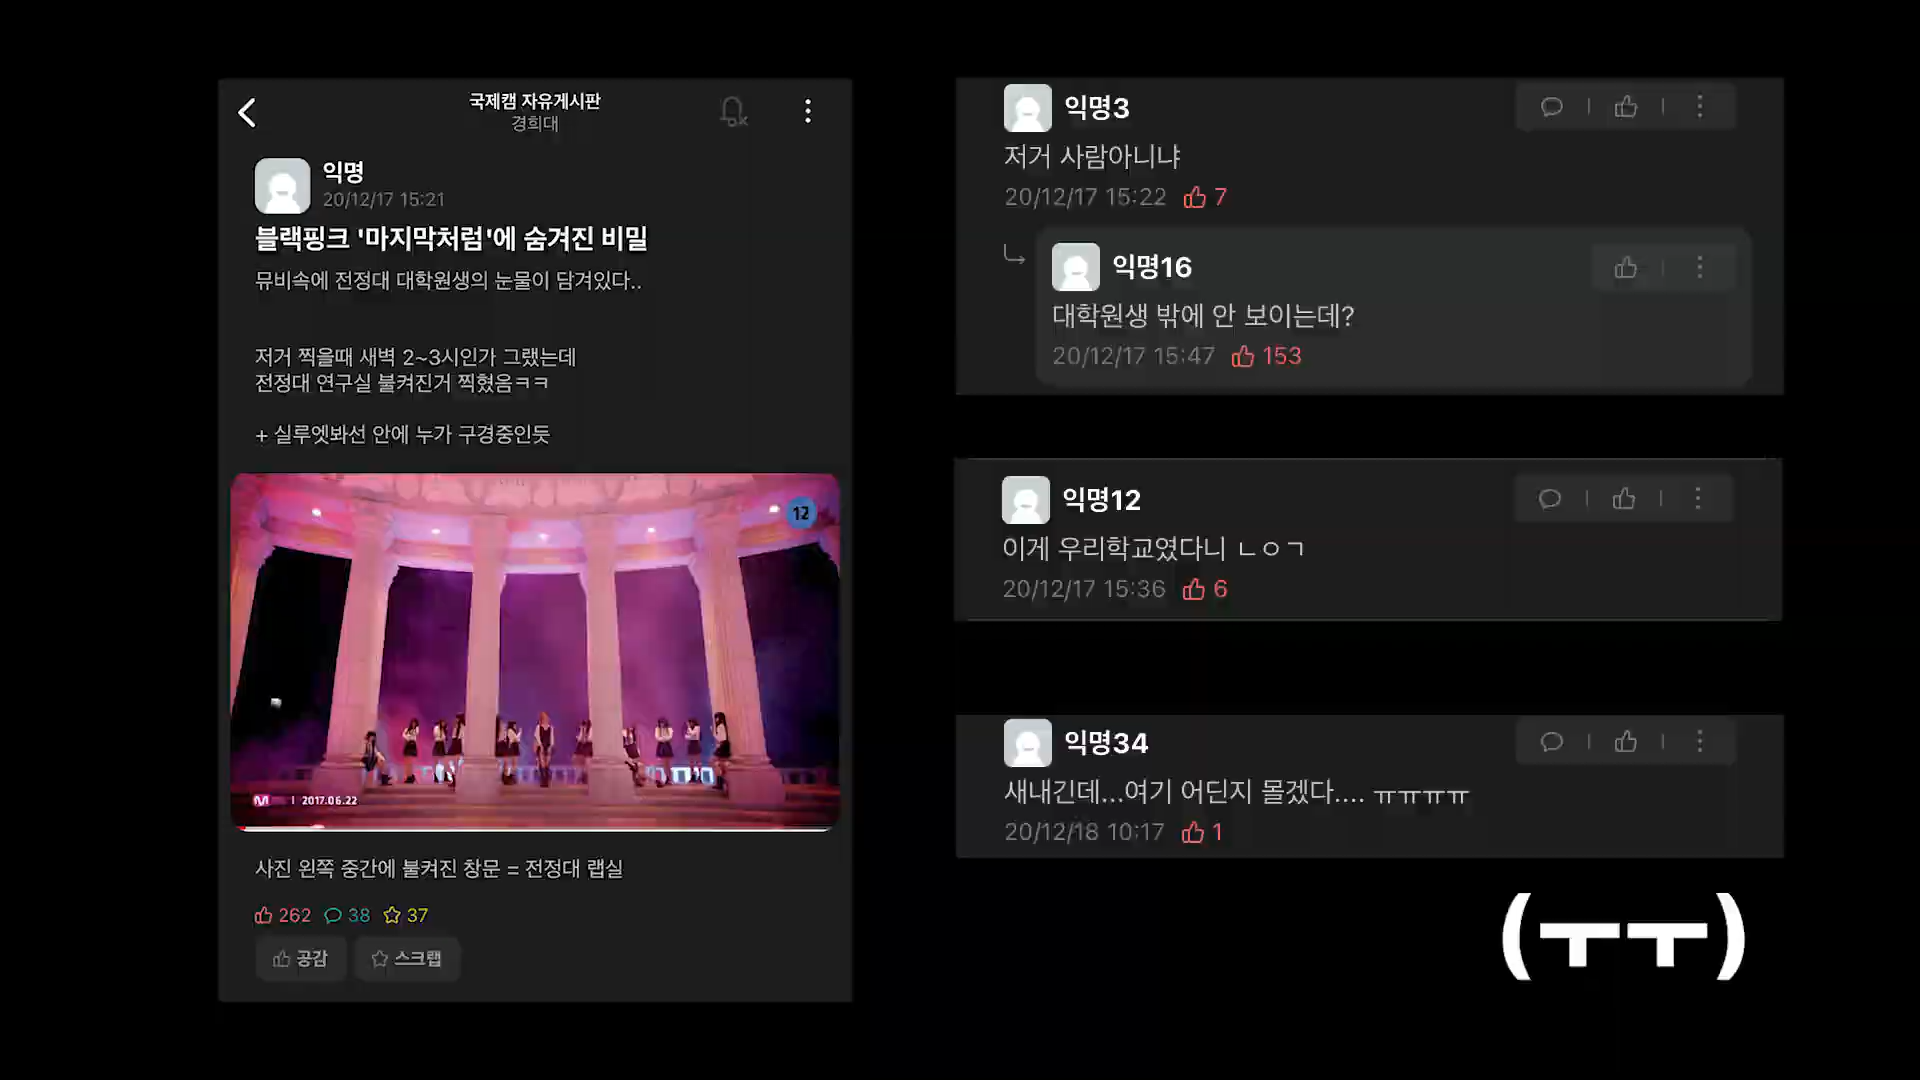 국제캠 자유게시판
경희대
익명
20/12/17 15:21
블랙핑크 '마지막처럼'에 숨겨진 비밀
뮤비속에 전정대 대학원생의 눈물이 담겨있다..
저거 찍을때 새벽 2~3시인가 그랬는데
전정대 연구실 불켜진거 찍혔음ㅋㅋ
+ 실루엣봐선 안에 누가 구경중인듯
12
M
2017.06.22
사진 왼쪽 중간에 불켜진 창문 = 전정대 랩실
262 38 37
공감 스크랩
익명3
저거 사람아니냐
20/12/17 15:22 7
익명16
대학원생 밖에 안 보이는데?
20/12/17 15:47 153
익명12
이게 우리학교였다니 ㄴㅇㄱ
20/12/17 15:36 6
익명34
새내긴데...여기 어딘지 몰겠다.... ㅠㅠㅠㅠ
20/12/18 10:17 1
(ㅜㅜ)